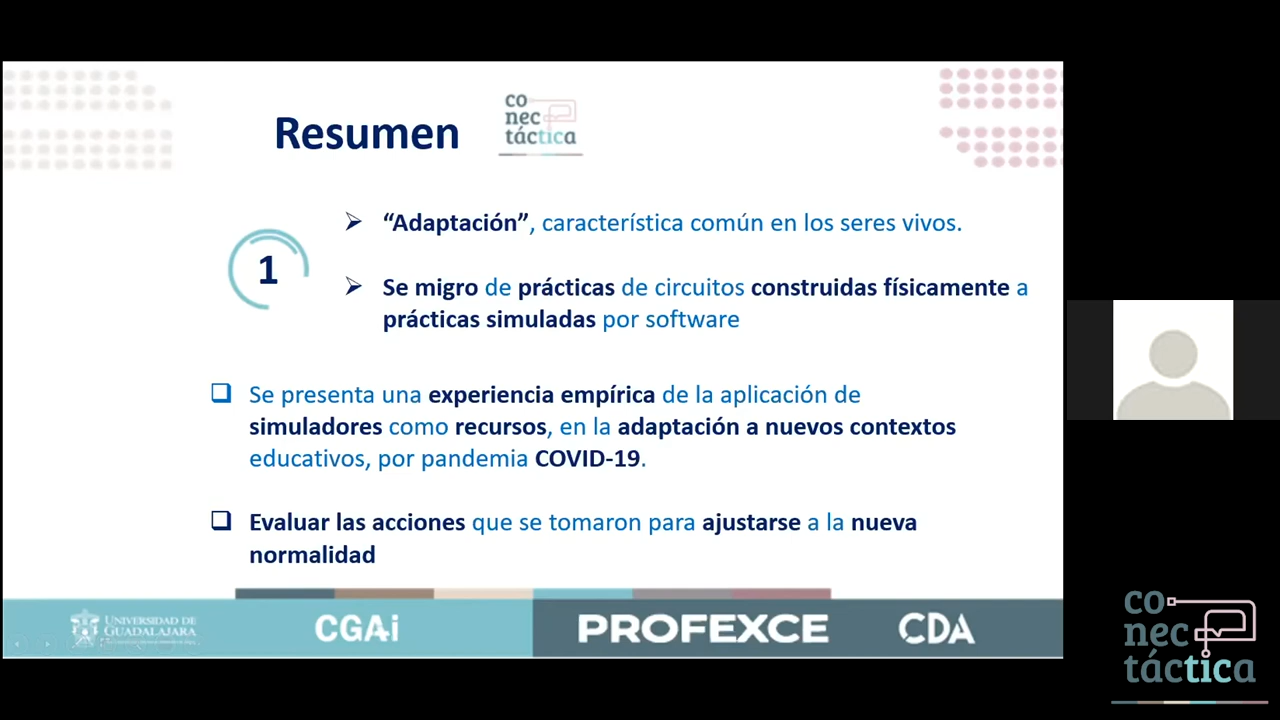 Resumen
co
nec
táctica
➢ “Adaptación”, característica común en los seres vivos.
1
➢ Se migro de prácticas de circuitos construidas físicamente a
prácticas simuladas por software
❑ Se presenta una experiencia empírica de la aplicación de
simuladores como recursos, en la adaptación a nuevos contextos
educativos, por pandemia COVID-19.
❑ Evaluar las acciones que se tomaron para ajustarse a la nueva
normalidad
UNIVERSIDAD DE
GUADALAJARA
CGAi
PROFEXCE
CDA
co
nec
táctica